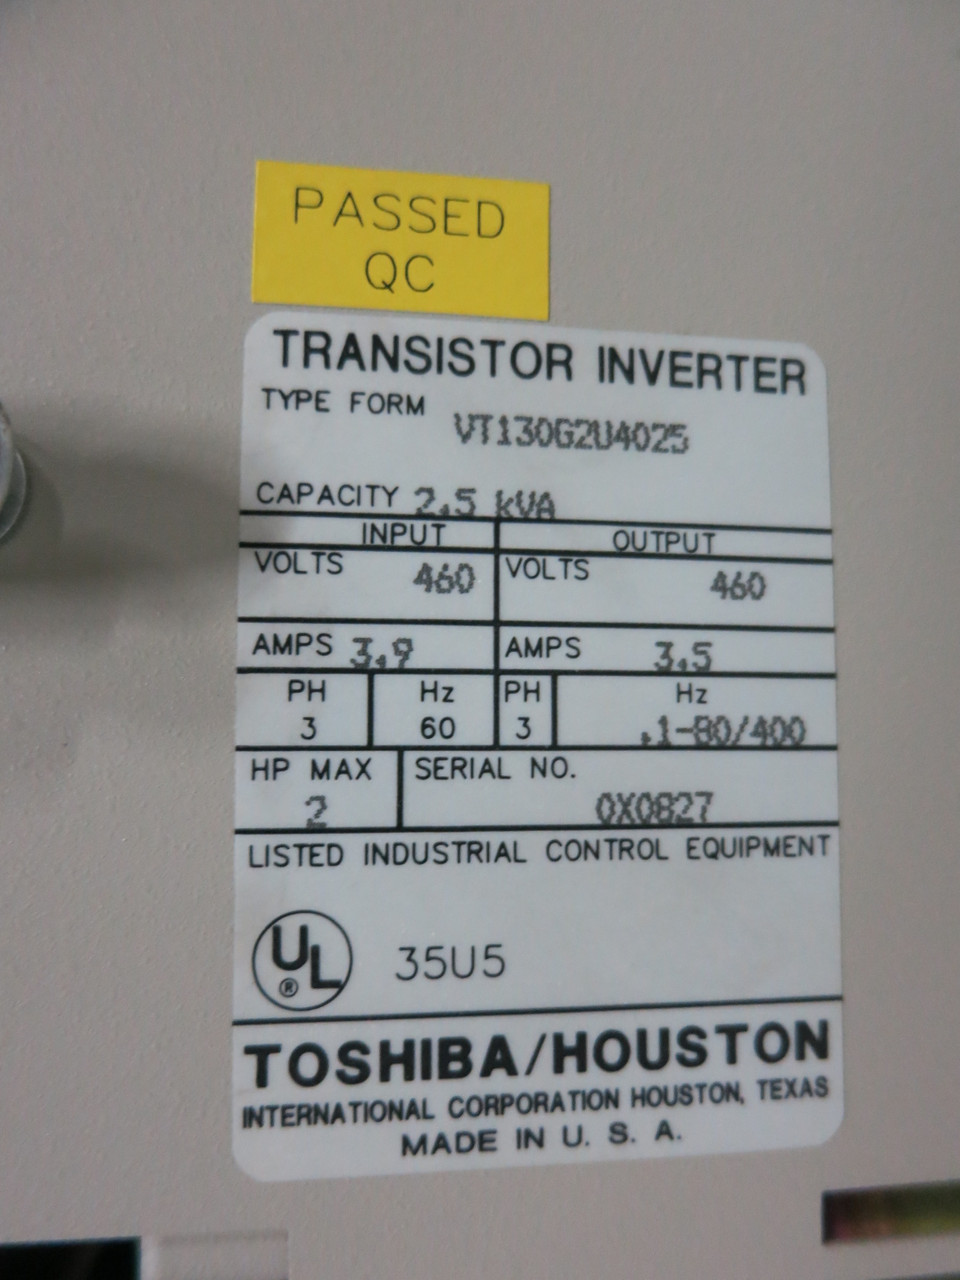 PASSED
QC
TRANSISTOR INVERTER
TYPE FORM VT130G2U4025
CAPACITY 2.5 kVA
INPUT OUTPUT
VOLTS 460 VOLTS 460
AMPS 3.9 AMPS 3.5
PH Hz PH Hz
3 60 3 .1-80/400
HP MAX SERIAL NO.
2 0X0827
LISTED INDUSTRIAL CONTROL EQUIPMENT
UL ® 35U5
TOSHIBA/HOUSTON
INTERNATIONAL CORPORATION HOUSTON, TEXAS
MADE IN U. S. A.